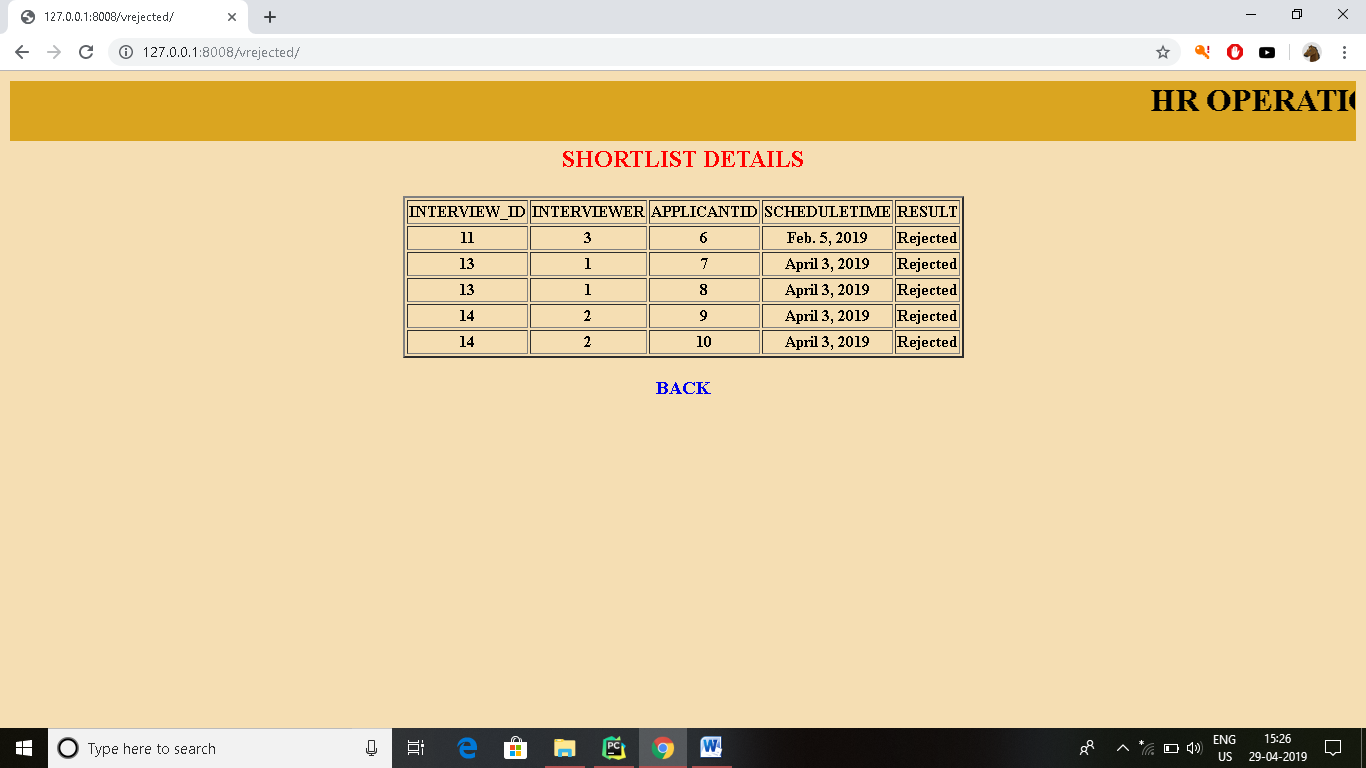 127.0.0.1:8008/vrejected/
127.0.0.1:8008/vrejected/
HR OPERATIO
SHORTLIST DETAILS
INTERVIEW_ID INTERVIEWER APPLICANTID SCHEDULETIME RESULT
11 3 6 Feb. 5, 2019 Rejected
13 1 7 April 3, 2019 Rejected
13 1 8 April 3, 2019 Rejected
14 2 9 April 3, 2019 Rejected
14 2 10 April 3, 2019 Rejected
BACK
Type here to search
PC
W
ENG
US
15:26
29-04-2019